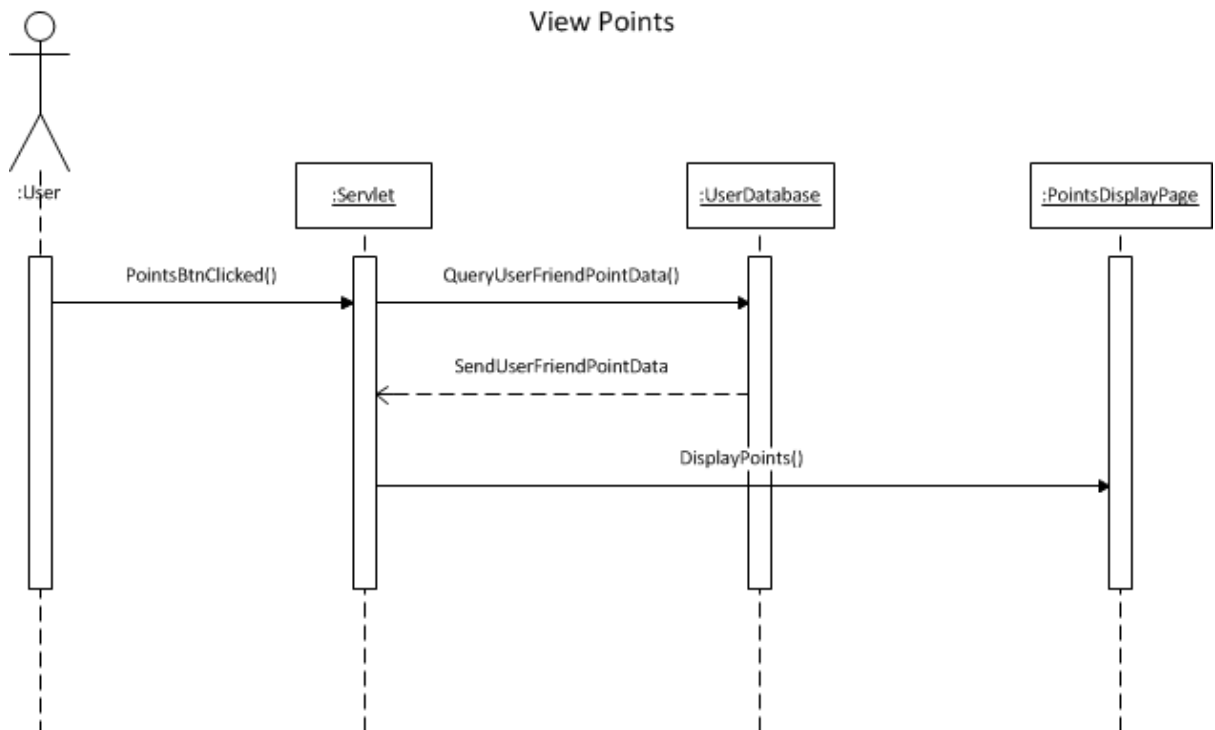 View Points
:User
:Servlet
:UserDatabase
:PointsDisplayPage
PointsBtnClicked()
QueryUserFriendPointData()
SendUserFriendPointData
DisplayPoints()